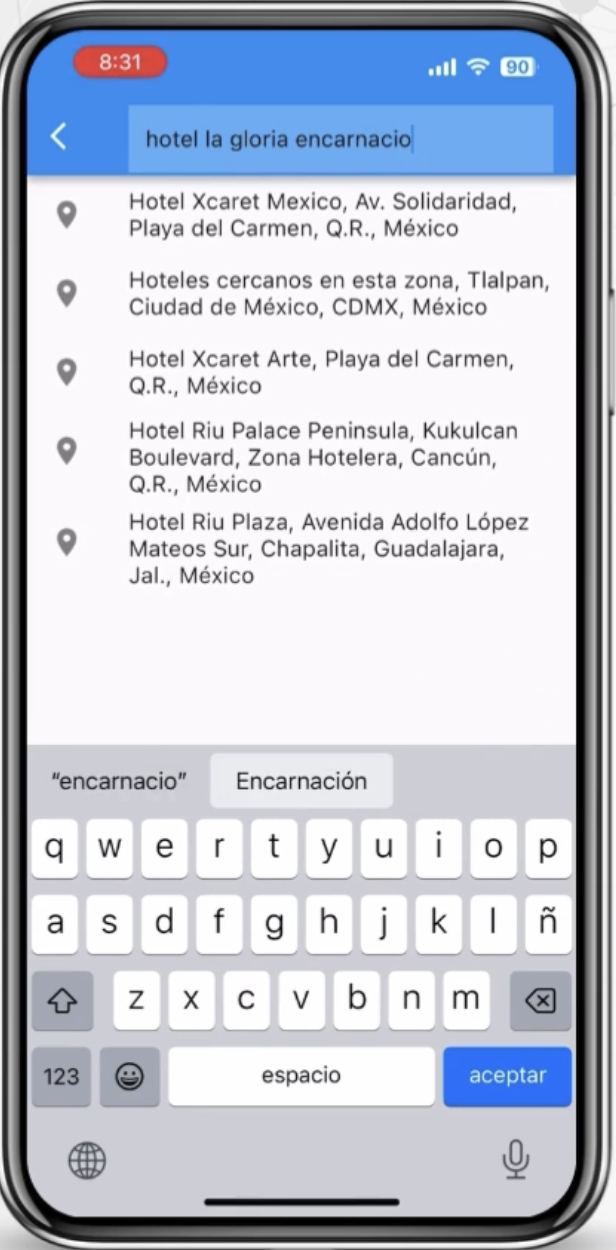 8:31
90
hotel la gloria encarnacio
Hotel Xcaret Mexico, Av. Solidaridad,
Playa del Carmen, Q.R., México
Hoteles cercanos en esta zona, Tlalpan,
Ciudad de México, CDMX, México
Hotel Xcaret Arte, Playa del Carmen,
Q.R., México
Hotel Riu Palace Peninsula, Kukulcan
Boulevard, Zona Hotelera, Cancún,
Q.R., México
Hotel Riu Plaza, Avenida Adolfo López
Mateos Sur, Chapalita, Guadalajara,
Jal., México
“encarnacio” Encarnación
q w e r t y u i o p
a s d f g h j k l ñ
z x c v b n m
123 espacio aceptar